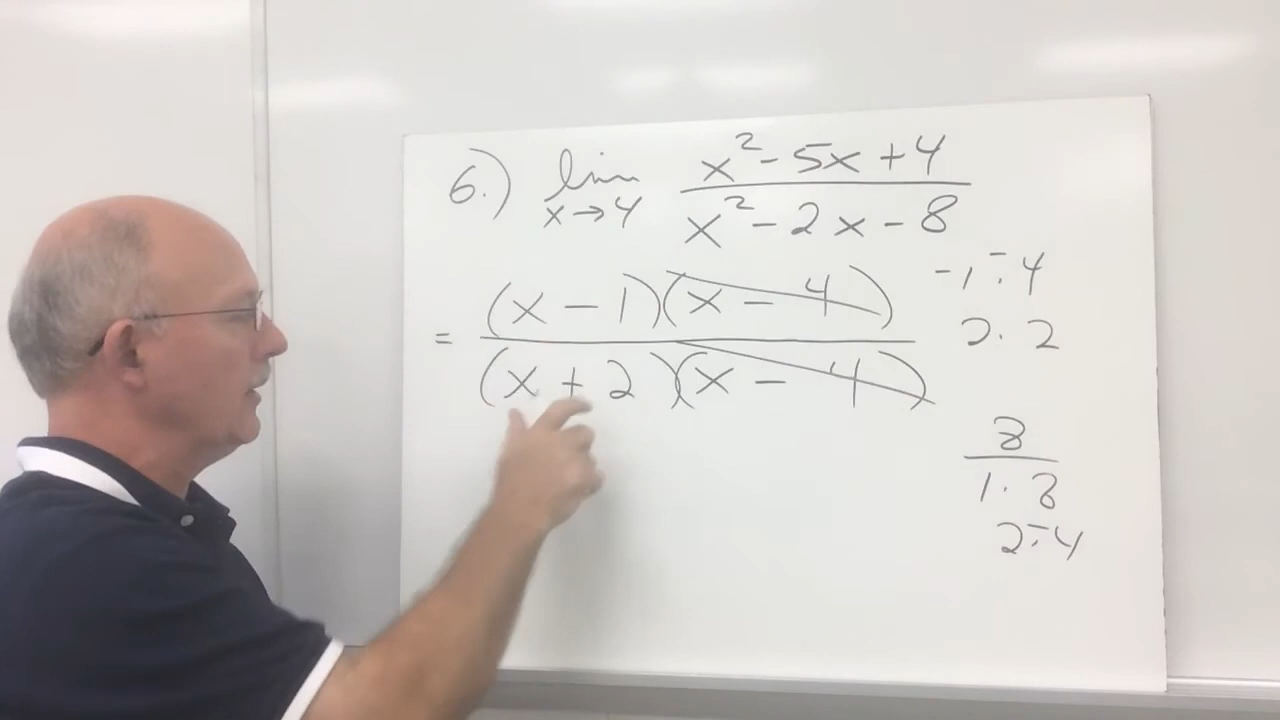 6.) lim x→4 x² - 5x + 4 / x² - 2x - 8
= (x - 1)(x - 4) / (x + 2)(x - 4)
-1 · -4
2 · 2
8
1 · 8
2 · -4